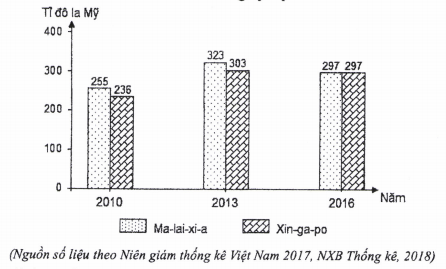 Tỉ đô la Mỹ
400
300
200
100
0
255
236
323
303
297
297
2010
2013
2016
Năm
Ma-lai-xi-a
Xin-ga-po
(Nguồn số liệu theo Niên giám thống kê Việt Nam 2017, NXB Thống kê, 2018)